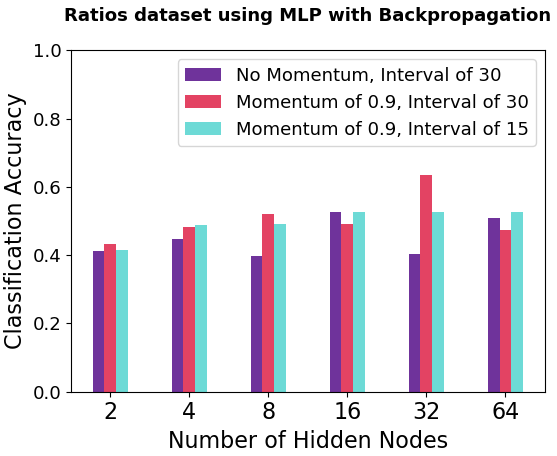 Ratios dataset using MLP with Backpropagation
1.0
0.8
0.6
0.4
0.2
0.0
Classification Accuracy
No Momentum, Interval of 30
Momentum of 0.9, Interval of 30
Momentum of 0.9, Interval of 15
2 4 8 16 32 64
Number of Hidden Nodes